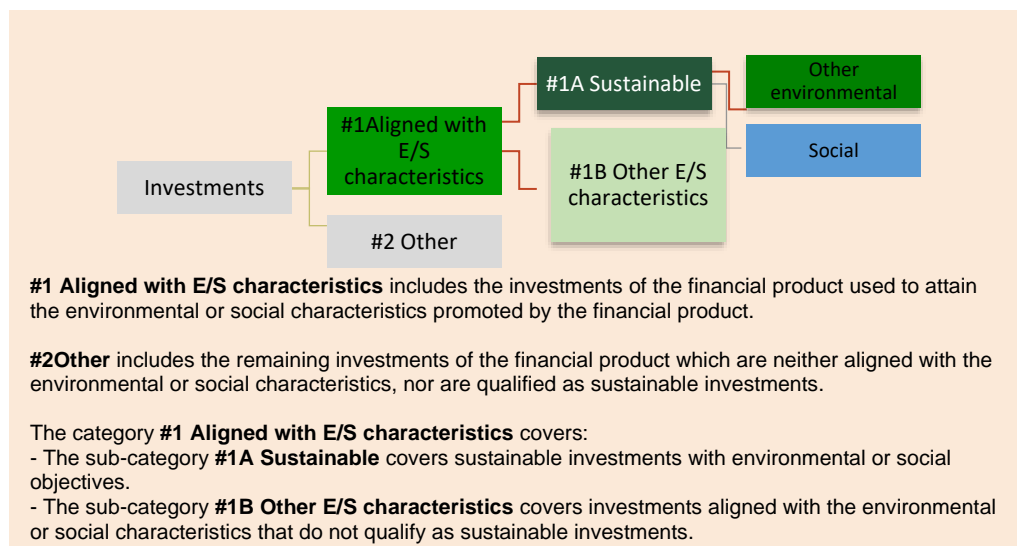 Other
environmental
#1A Sustainable
#1Aligned with
E/S
characteristics
Social
#1B Other E/S
characteristics
Investments
#2 Other
#1 Aligned with E/S characteristics includes the investments of the financial product used to attain
the environmental or social characteristics promoted by the financial product.
#2Other includes the remaining investments of the financial product which are neither aligned with the
environmental or social characteristics, nor are qualified as sustainable investments.
The category #1 Aligned with E/S characteristics covers:
- The sub-category #1A Sustainable covers sustainable investments with environmental or social
objectives.
- The sub-category #1B Other E/S characteristics covers investments aligned with the environmental
or social characteristics that do not qualify as sustainable investments.